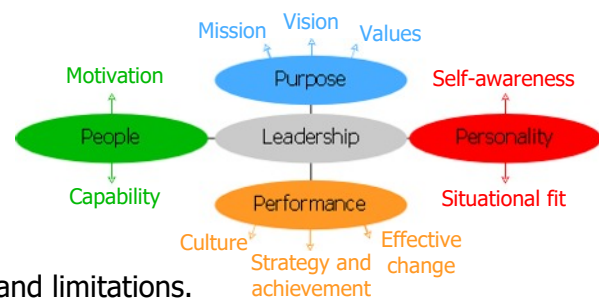 Mission
Vision
Values
Purpose
Motivation
Self-awareness
People
Leadership
Personality
Capability
Situational fit
Performance
Culture
Strategy and
achievement
Effective
change
and limitations.